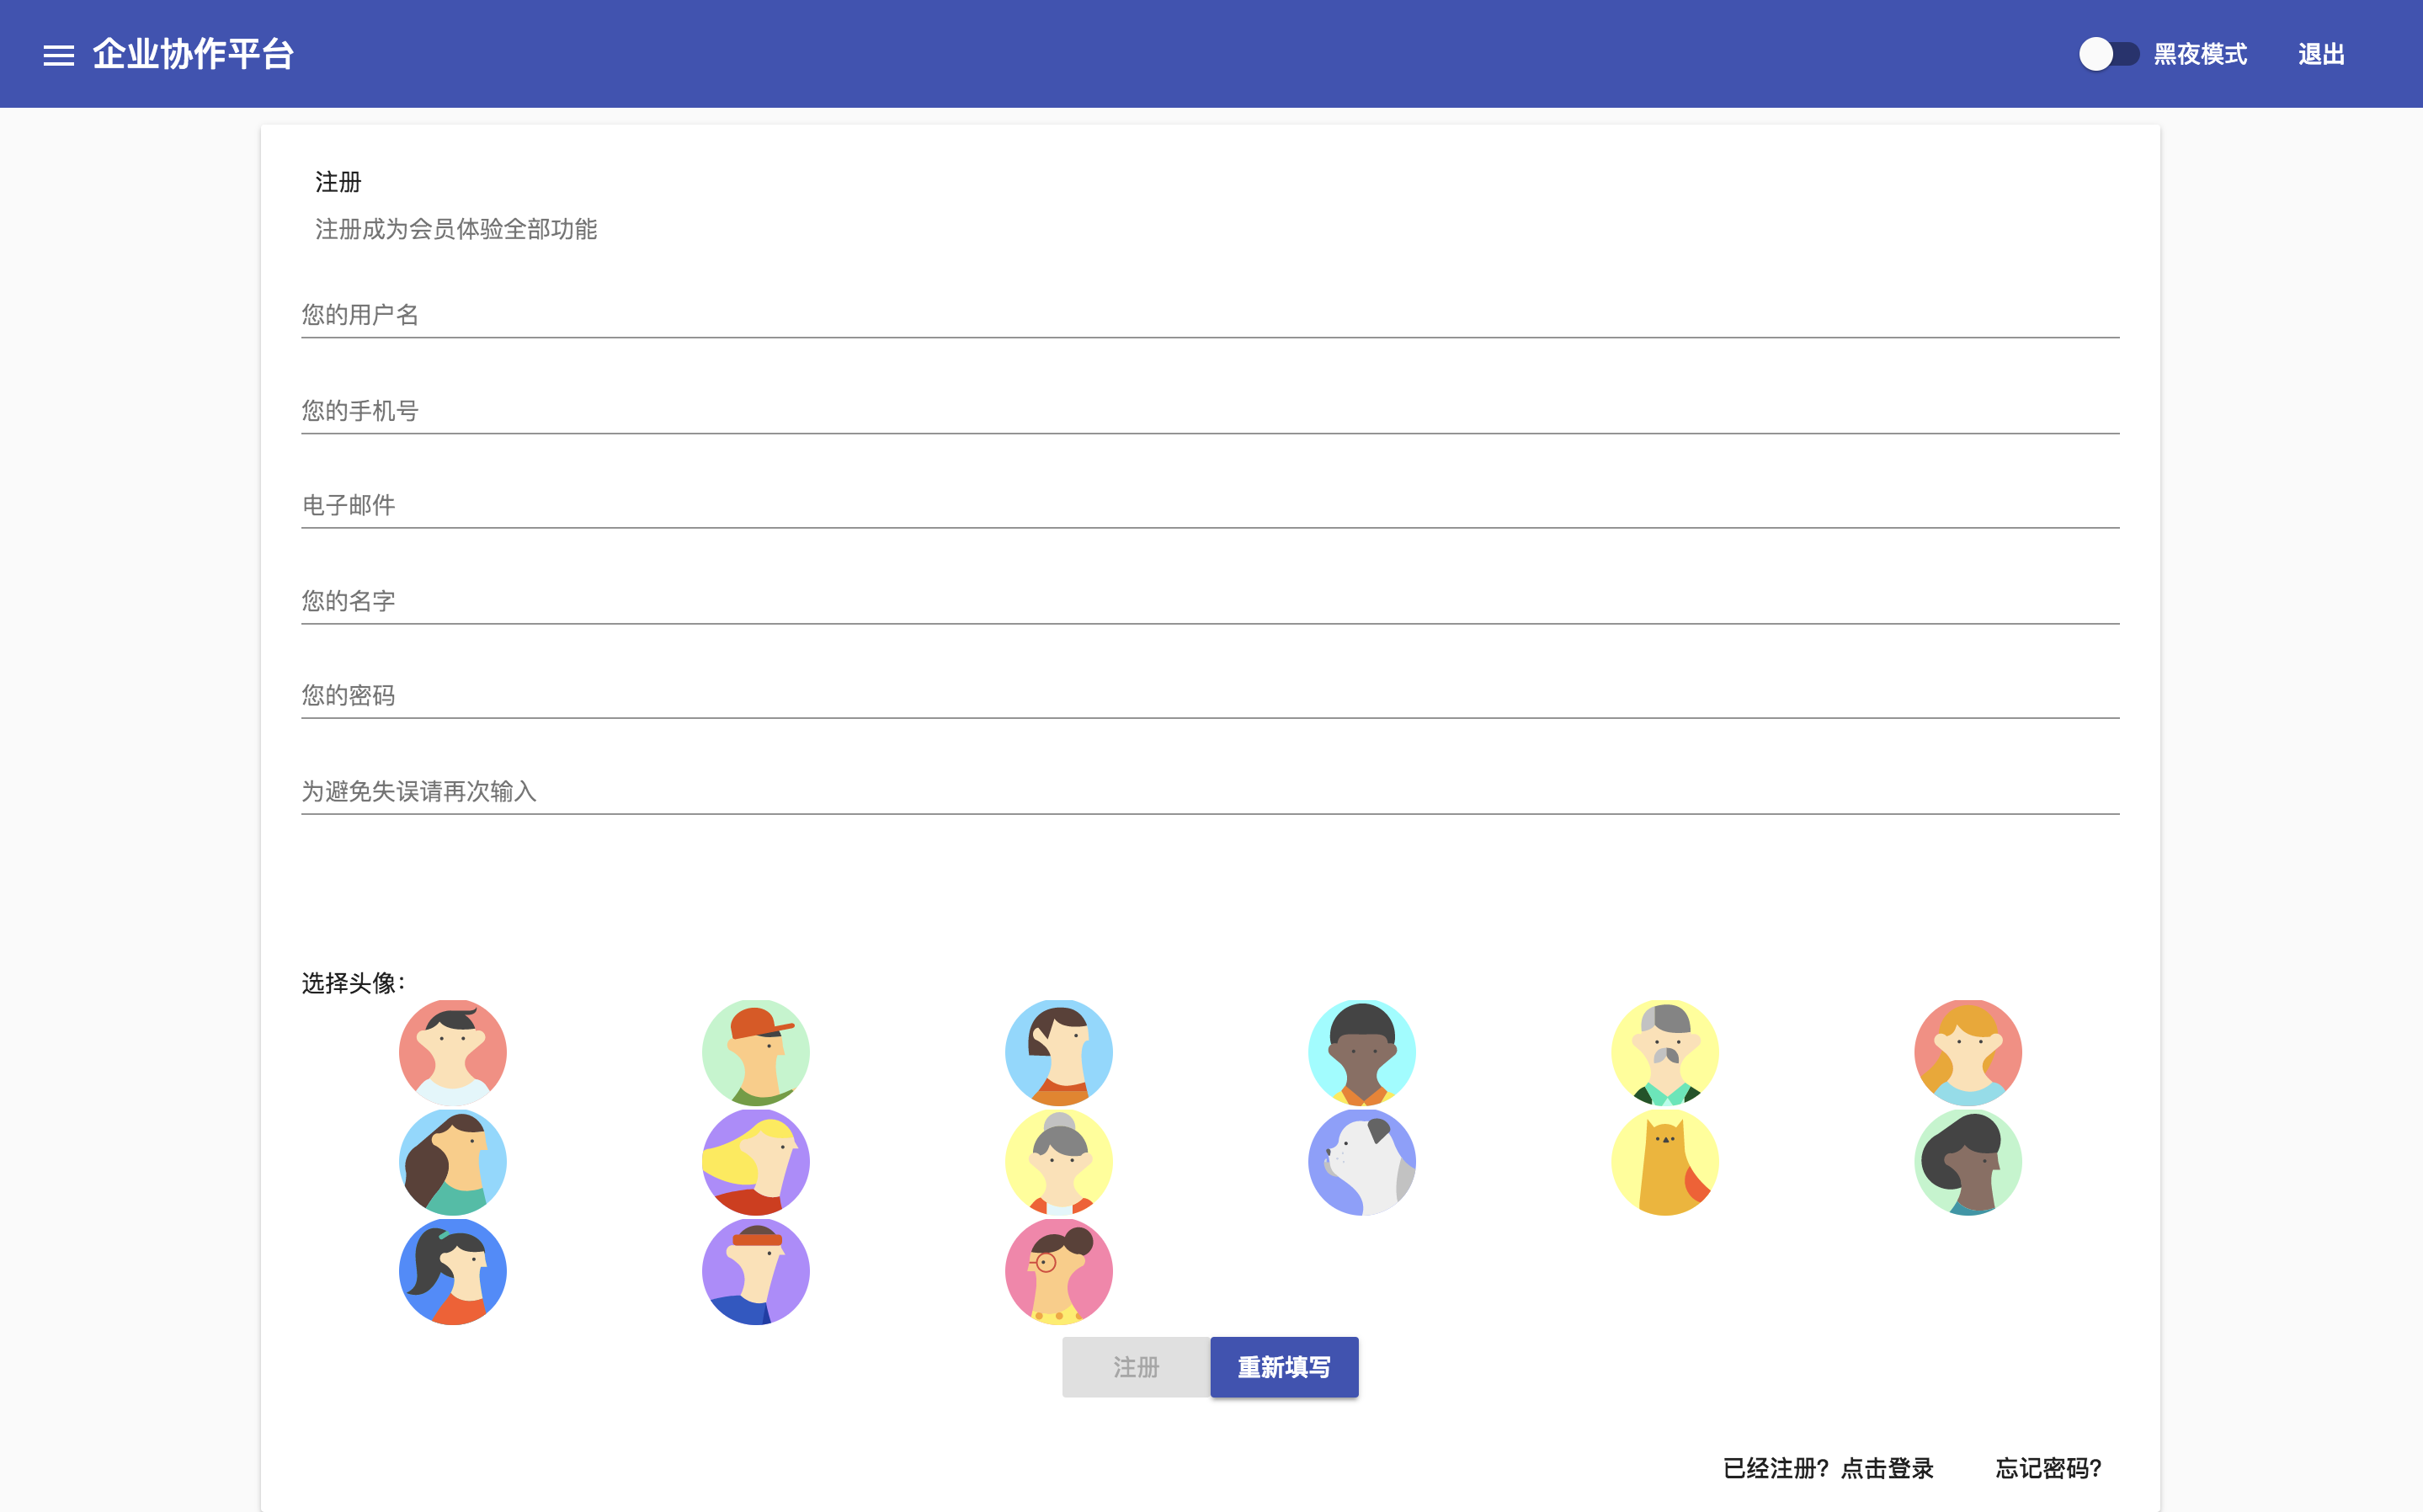 企业协作平台
黑夜模式
退出
注册
注册成为会员体验全部功能
您的用户名
您的手机号
电子邮件
您的名字
您的密码
为避免失误请再次输入
选择头像:
注册
重新填写
已经注册? 点击登录
忘记密码?